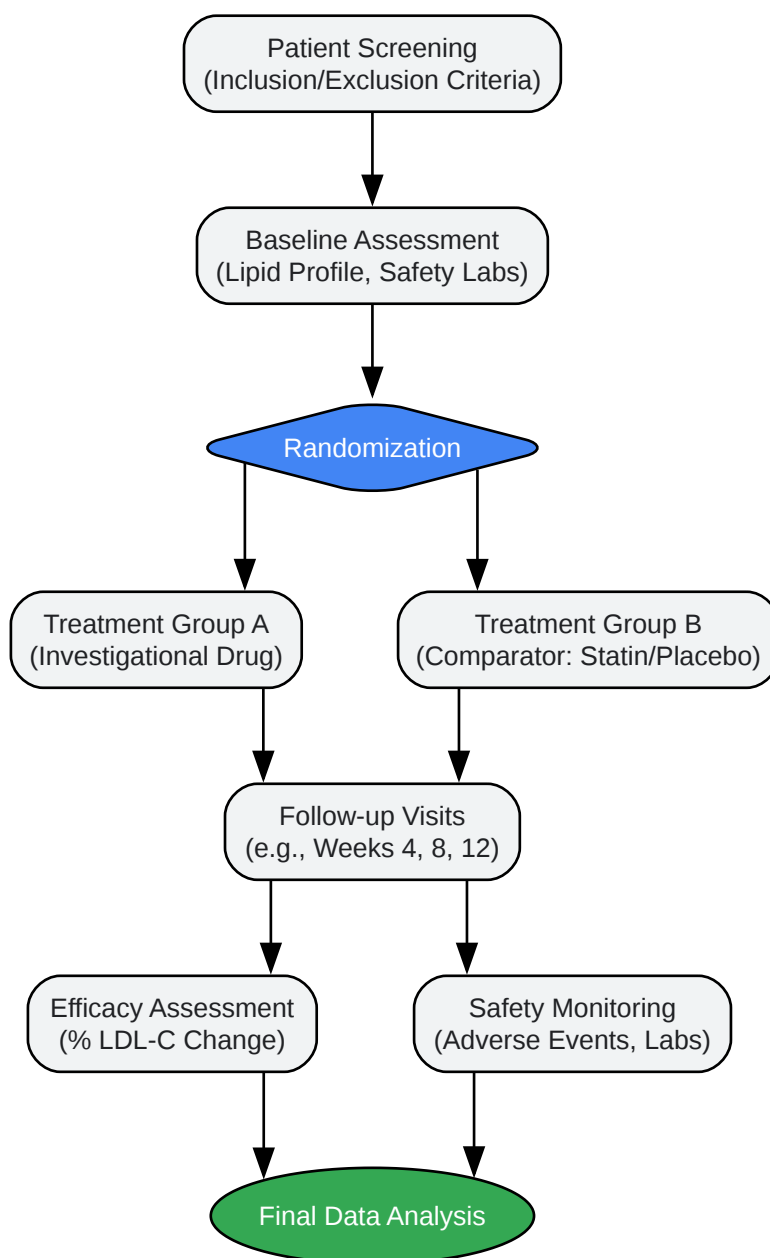 Patient Screening
(Inclusion/Exclusion Criteria)
Baseline Assessment
(Lipid Profile, Safety Labs)
Randomization
Treatment Group A
(Investigational Drug)
Treatment Group B
(Comparator: Statin/Placebo)
Follow-up Visits
(e.g., Weeks 4, 8, 12)
Efficacy Assessment
(% LDL-C Change)
Safety Monitoring
(Adverse Events, Labs)
Final Data Analysis